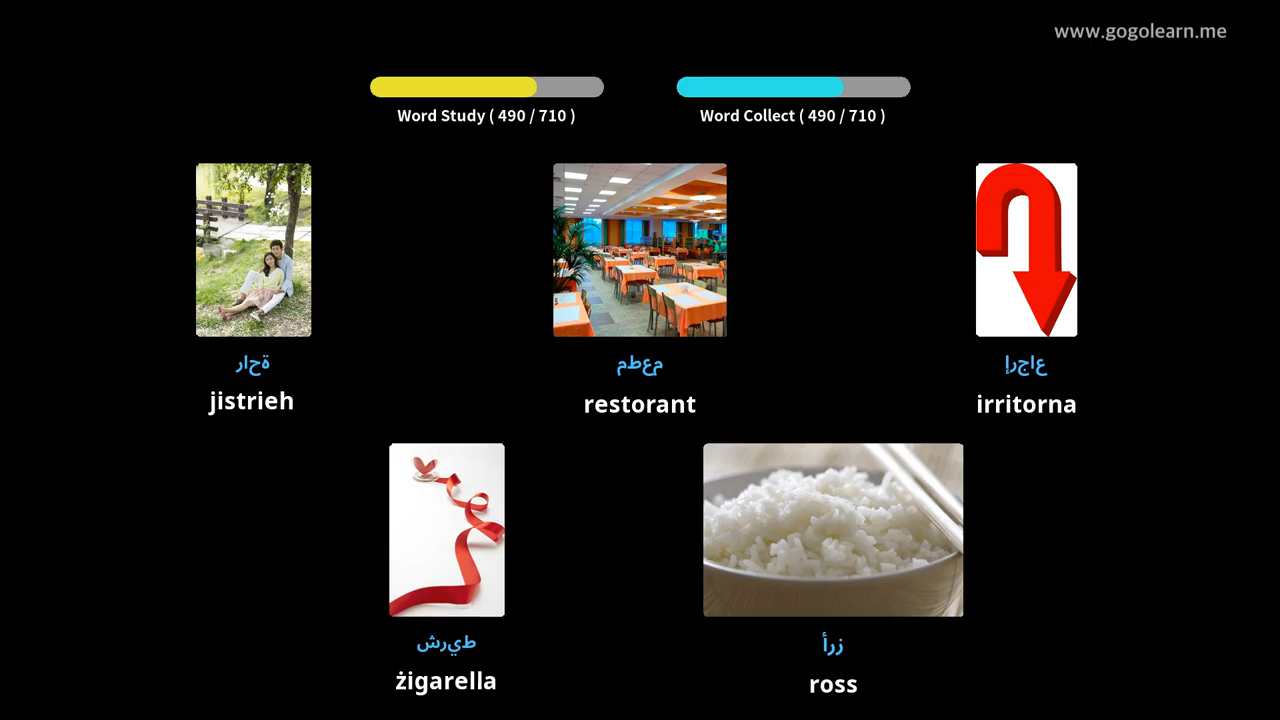 www.gogolearn.me
Word Study ( 490 / 710 )
Word Collect ( 490 / 710 )
راحة
jistrieh
مطعم
restorant
إرجاع
irritorna
شريط
żigarella
أرز
ross